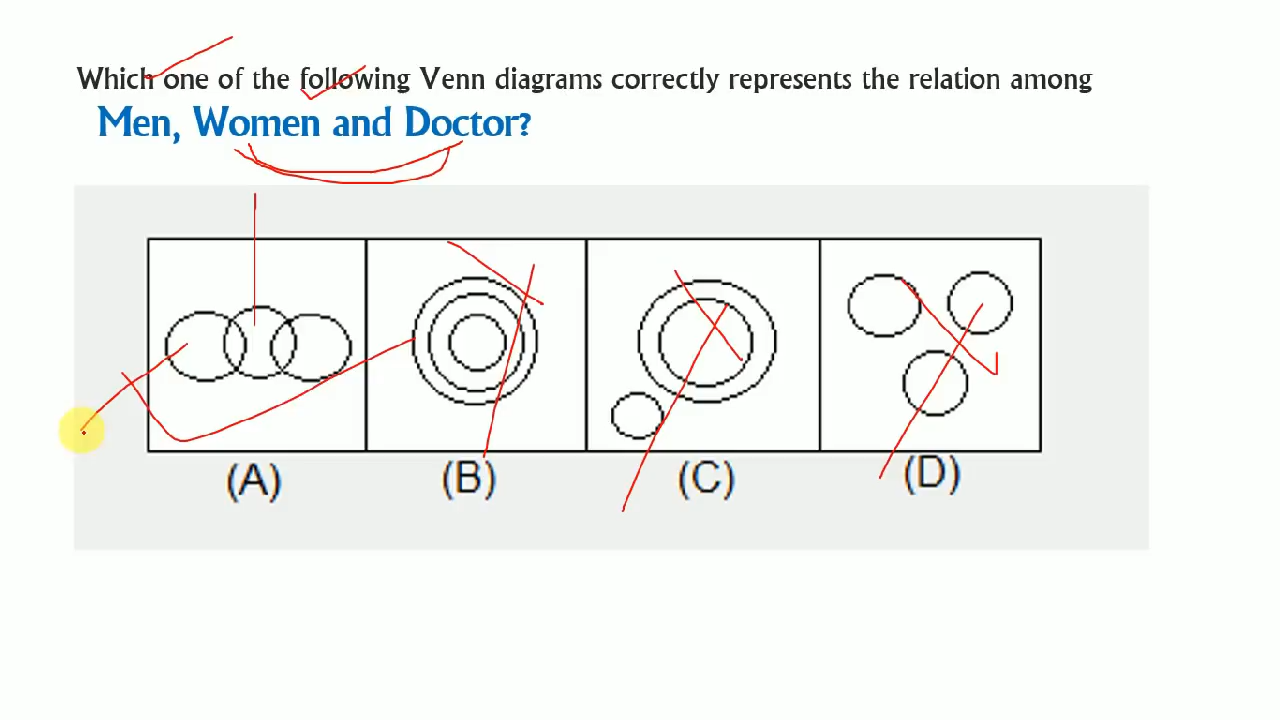 Which one of the following Venn diagrams correctly represents the relation among
Men, Women and Doctor?
(A) (B) (C) (D)